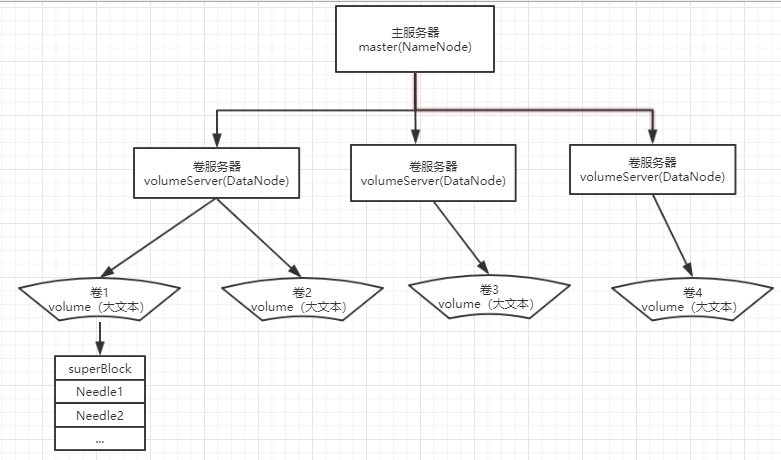 主服务器
master(NameNode)
卷服务器
volumeServer(DataNode)
卷服务器
volumeServer(DataNode)
卷服务器
volumeServer(DataNode)
卷1
volume（大文本）
卷2
volume（大文本）
卷3
volume（大文本）
卷4
volume（大文本）
superBlock
Needle1
Needle2
...